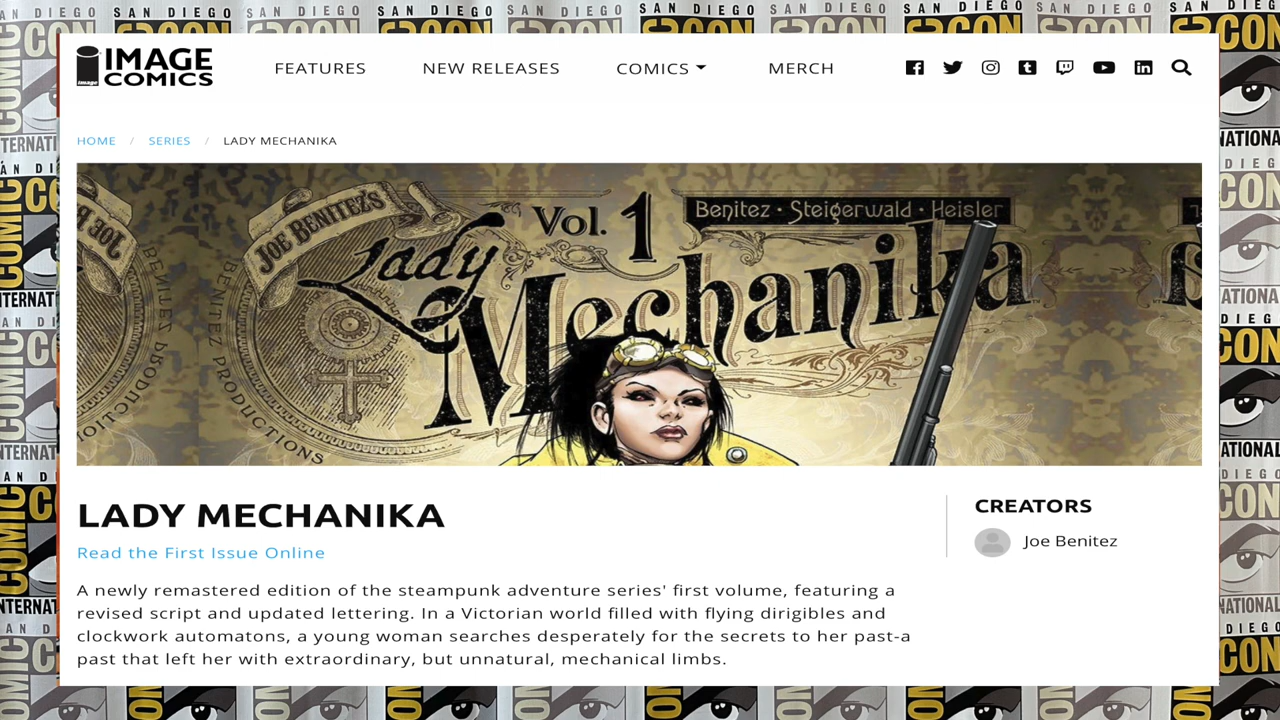 IMAGE COMICS
image
FEATURES
NEW RELEASES
COMICS
MERCH
HOME / SERIES / LADY MECHANIKA
JOE BENITEZ'S
Lady
Mechanika
Vol. 1
Benitez · Steigerwald · Heisler
BENITEZ PRODUCTIONS
LADY MECHANIKA
Read the First Issue Online
A newly remastered edition of the steampunk adventure series' first volume, featuring a
revised script and updated lettering. In a Victorian world filled with flying dirigibles and
clockwork automatons, a young woman searches desperately for the secrets to her past-a
past that left her with extraordinary, but unnatural, mechanical limbs.
CREATORS
Joe Benitez
SAN DIEGO
COMIC CON
INTERNATIONAL